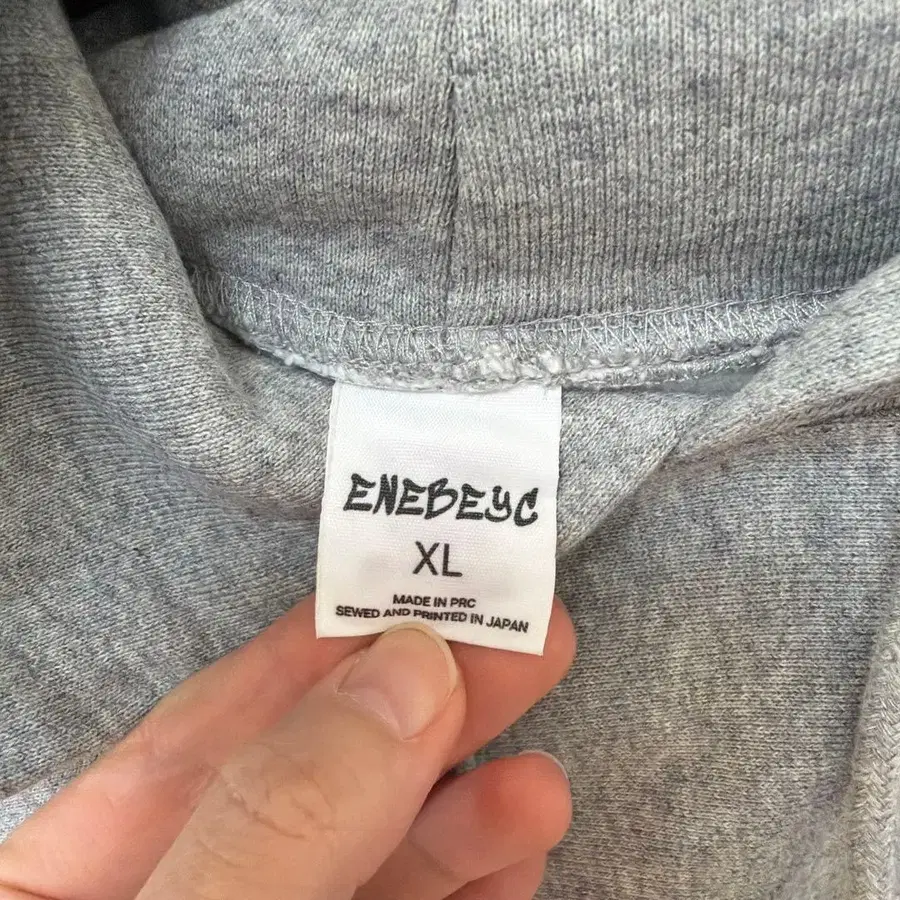 ENEBEYC
XL
MADE IN PRC
SEWED AND PRINTED IN JAPAN